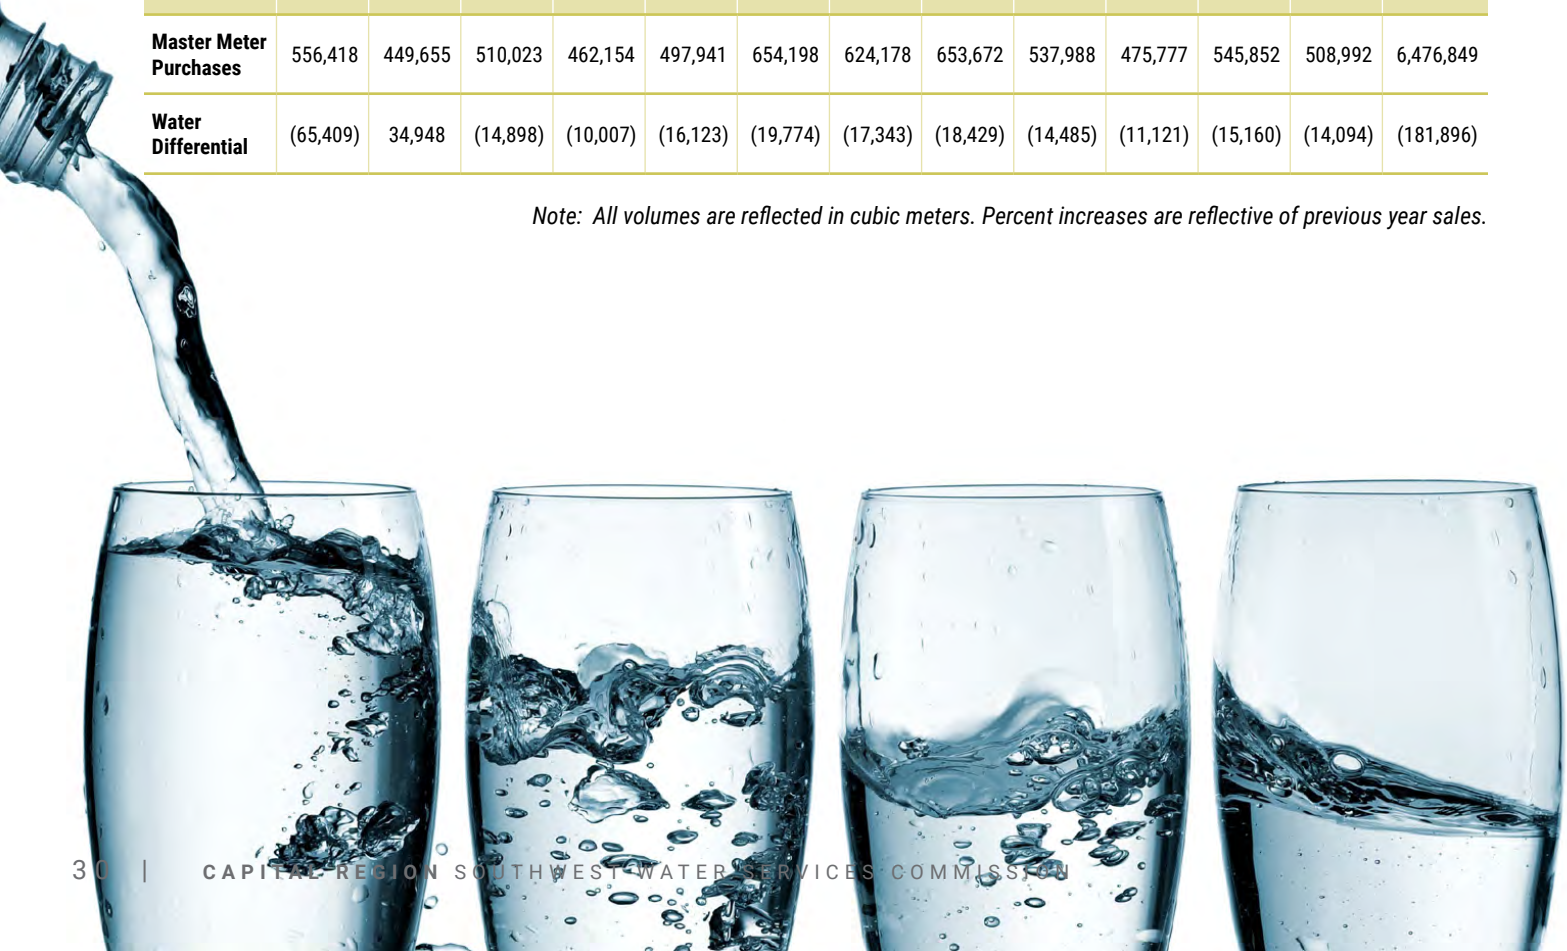 Master Meter Purchases 556,418 449,655 510,023 462,154 497,941 654,198 624,178 653,672 537,988 475,777 545,852 508,992 6,476,849
Water Differential (65,409) 34,948 (14,898) (10,007) (16,123) (19,774) (17,343) (18,429) (14,485) (11,121) (15,160) (14,094) (181,896)
Note: All volumes are reflected in cubic meters. Percent increases are reflective of previous year sales.
30 | CAPITAL REGION SOUTHWEST WATER SERVICES COMMISSION